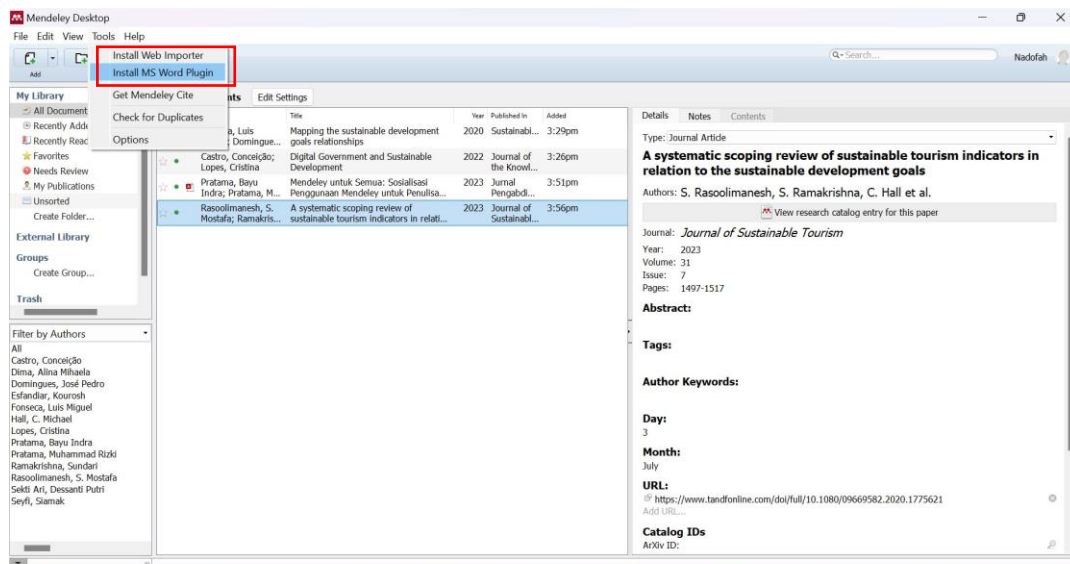 Mendeley Desktop
File Edit View Tools Help
Add
Install Web Importer
Install MS Word Plugin
Get Mendeley Cite
Check for Duplicates
Options
Search...
Nadofah
My Library
All Document
Recently Adde
Recently Read
Favorites
Needs Review
My Publications
Unsorted
Create Folder...
External Library
Groups
Create Group...
Trash
Filter by Authors
All
Castro, Conceição
Dima, Alina Mihaela
Domingues, José Pedro
Esfandiar, Kourosh
Fonseca, Luis Miguel
Hall, C. Michael
Lopes, Cristina
Pratama, Bayu Indra
Pratama, Muhammad Rizki
Ramakrishna, Sundari
Rasoolimanesh, S. Mostafa
Sekti Ari, Dessanti Putri
Seyfi, Siamak
nts Edit Settings
Title Year Published In Added
a, Luis Mapping the sustainable development 2020 Sustainabi... 3:29pm
; Domingue... goals relationships
Castro, Conceição; Digital Government and Sustainable 2022 Journal of 3:26pm
Lopes, Cristina Development the Knowl...
Pratama, Bayu Mendeley untuk Semua: Sosialisasi 2023 Jurnal 3:51pm
Indra; Pratama, M... Penggunaan Mendeley untuk Penulisa... Pengabdi...
Rasoolimanesh, S. A systematic scoping review of 2023 Journal of 3:56pm
Mostafa; Ramakris... sustainable tourism indicators in relati... Sustainabl...
Details Notes Contents
Type: Journal Article
A systematic scoping review of sustainable tourism indicators in
relation to the sustainable development goals
Authors: S. Rasoolimanesh, S. Ramakrishna, C. Hall et al.
View research catalog entry for this paper
Journal: Journal of Sustainable Tourism
Year: 2023
Volume: 31
Issue: 7
Pages: 1497-1517
Abstract:
Tags:
Author Keywords:
Day:
3
Month:
July
URL:
https://www.tandfonline.com/doi/full/10.1080/09669582.2020.1775621
Add URL...
Catalog IDs
ArXiv ID: